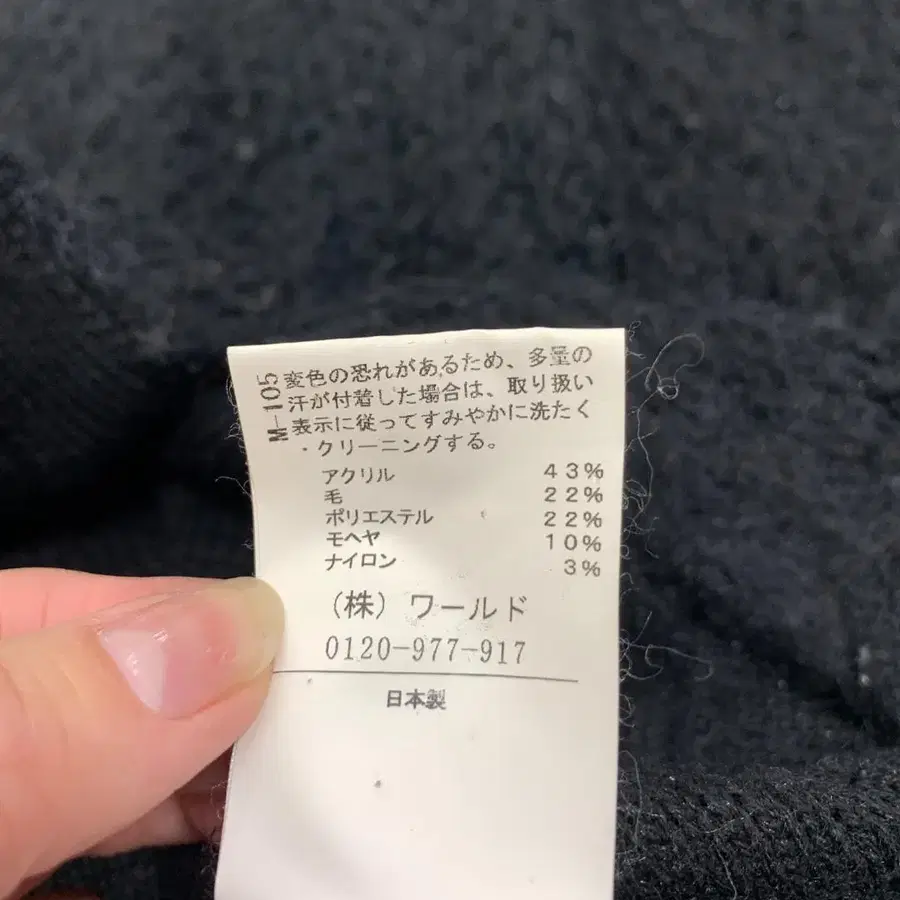 M-105
変色の恐れがあるため、多量の
汗が付着した場合は、取り扱い
表示に従ってすみやかに洗たく
・クリーニングする。
アクリル 43%
毛 22%
ポリエステル 22%
モヘヤ 10%
ナイロン 3%
(株) ワールド
0120-977-917
日本製